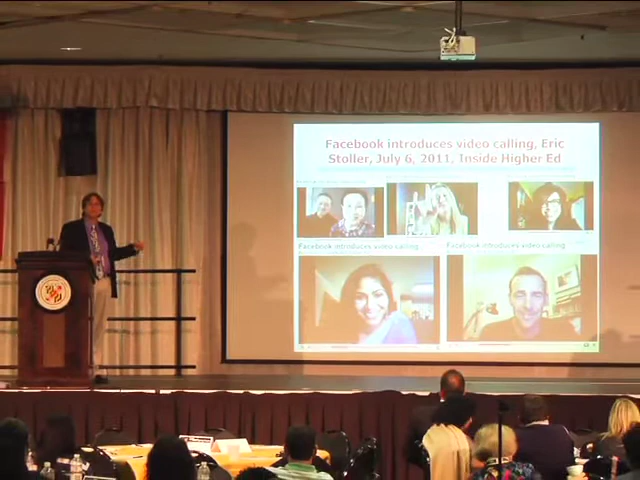 Facebook introduces video calling, Eric
Stoller, July 6, 2011, Inside Higher Ed
Facebook introduces video calling
Facebook introduces video calling